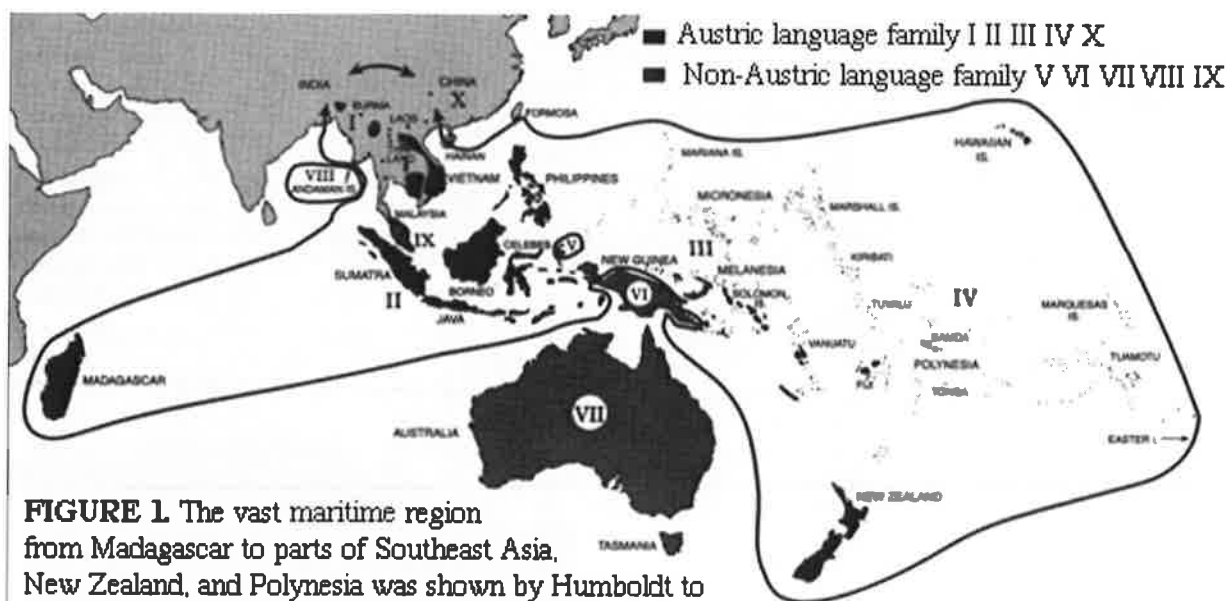 Austric language family I II III IV X
Non-Austric language family V VI VII VIII IX
INDIA
CHINA
X
BURMA
I
LAOS
FORMOSA
HAINAN
VIII
ANDAMAN IS.
VIETNAM
PHILIPPINES
MARIANA IS.
HAWAIIAN
IS.
MICRONESIA
MARSHALL IS.
MALAYSIA
IX
CELEBES
V
NEW GUINEA
III
KIRIBATI
SUMATRA
II
BORNEO
JAVA
VI
MELANESIA
SOLOMON
IS.
IV
MARQUESAS
IS.
VANUATU
POLYNESIA
TUAMOTU
FIJI
TONGA
MADAGASCAR
VII
AUSTRALIA
EASTER I.
NEW ZEALAND
TASMANIA
FIGURE 1. The vast maritime region
from Madagascar to parts of Southeast Asia,
New Zealand, and Polynesia was shown by Humboldt to